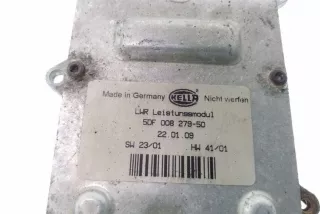 Made in Germany HELLA Nicht werfen
LWR Leistungsmodul
5DF 008 279-50
22.01.09
SW 23/01 HW 41/01